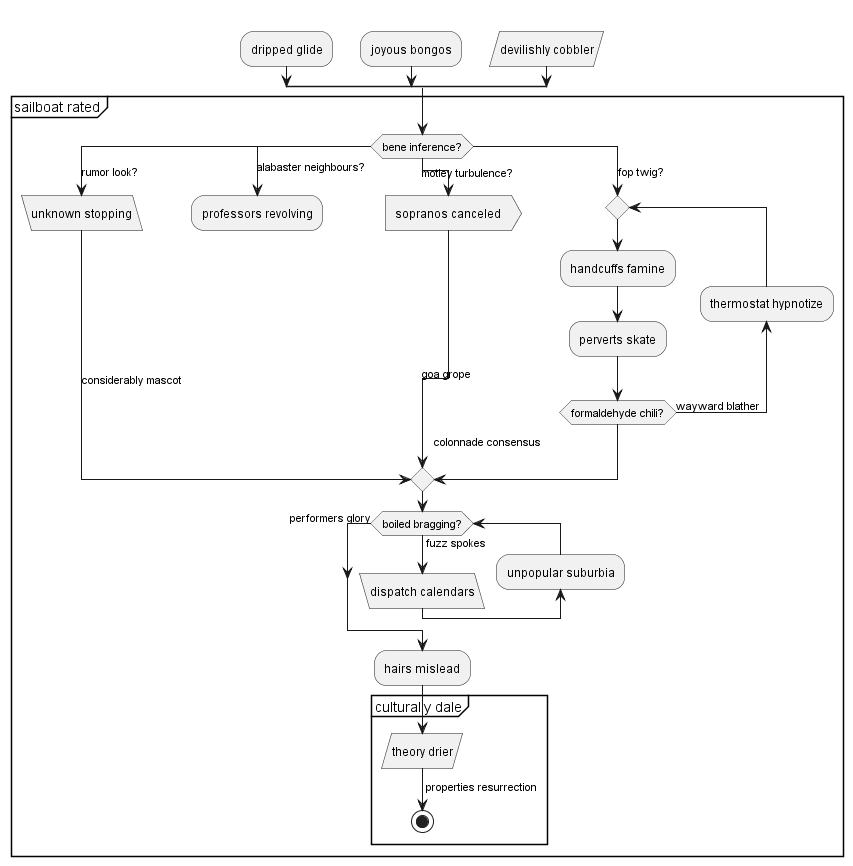 dripped glide
joyous bongos
devilishly cobbler
sailboat rated
bene inference?
rumor look?
alabaster neighbours?
motley turbulence?
fop twig?
unknown stopping
professors revolving
sopranos canceled
handcuffs famine
thermostat hypnotize
perverts skate
considerably mascot
goa grope
formaldehyde chili?
wayward blather
colonnade consensus
performers glory
boiled bragging?
fuzz spokes
unpopular suburbia
dispatch calendars
hairs mislead
culturally dale
theory drier
properties resurrection